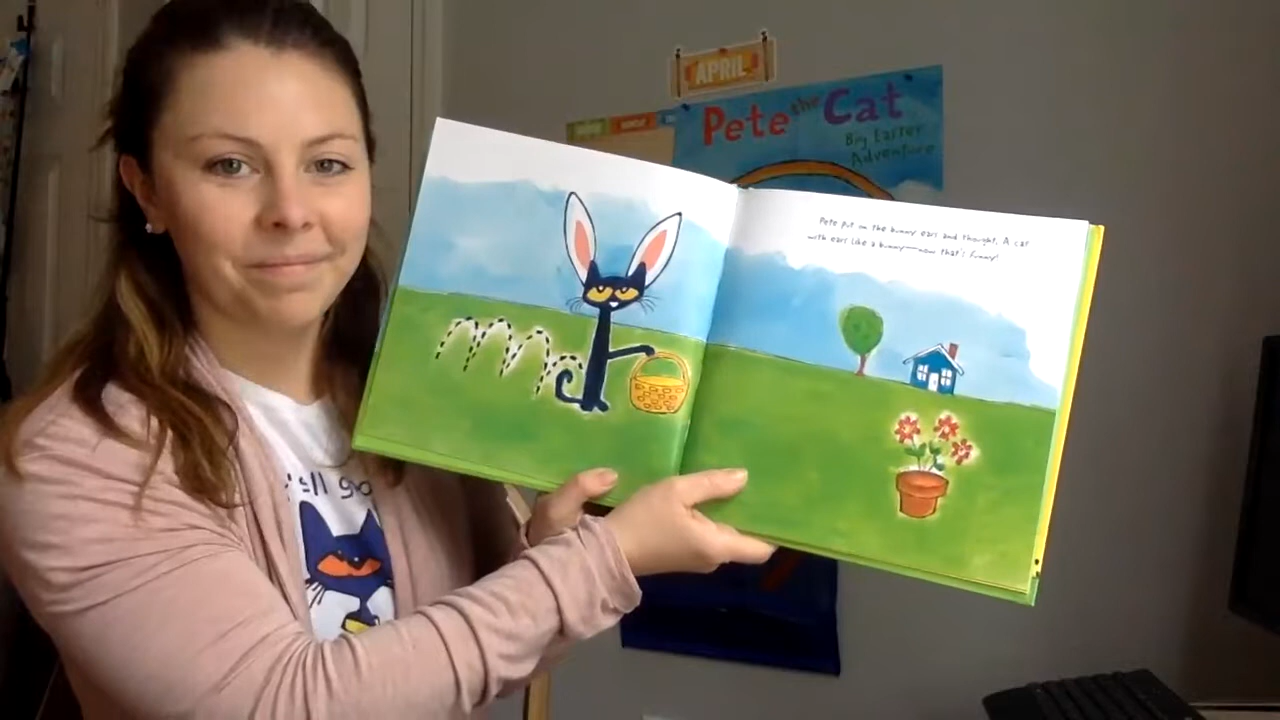 APRIL
Pete the Cat
Big Easter
Adventure
Pete put on the bunny ears and thought, A cat
with ears like a bunny—now that's funny!
all